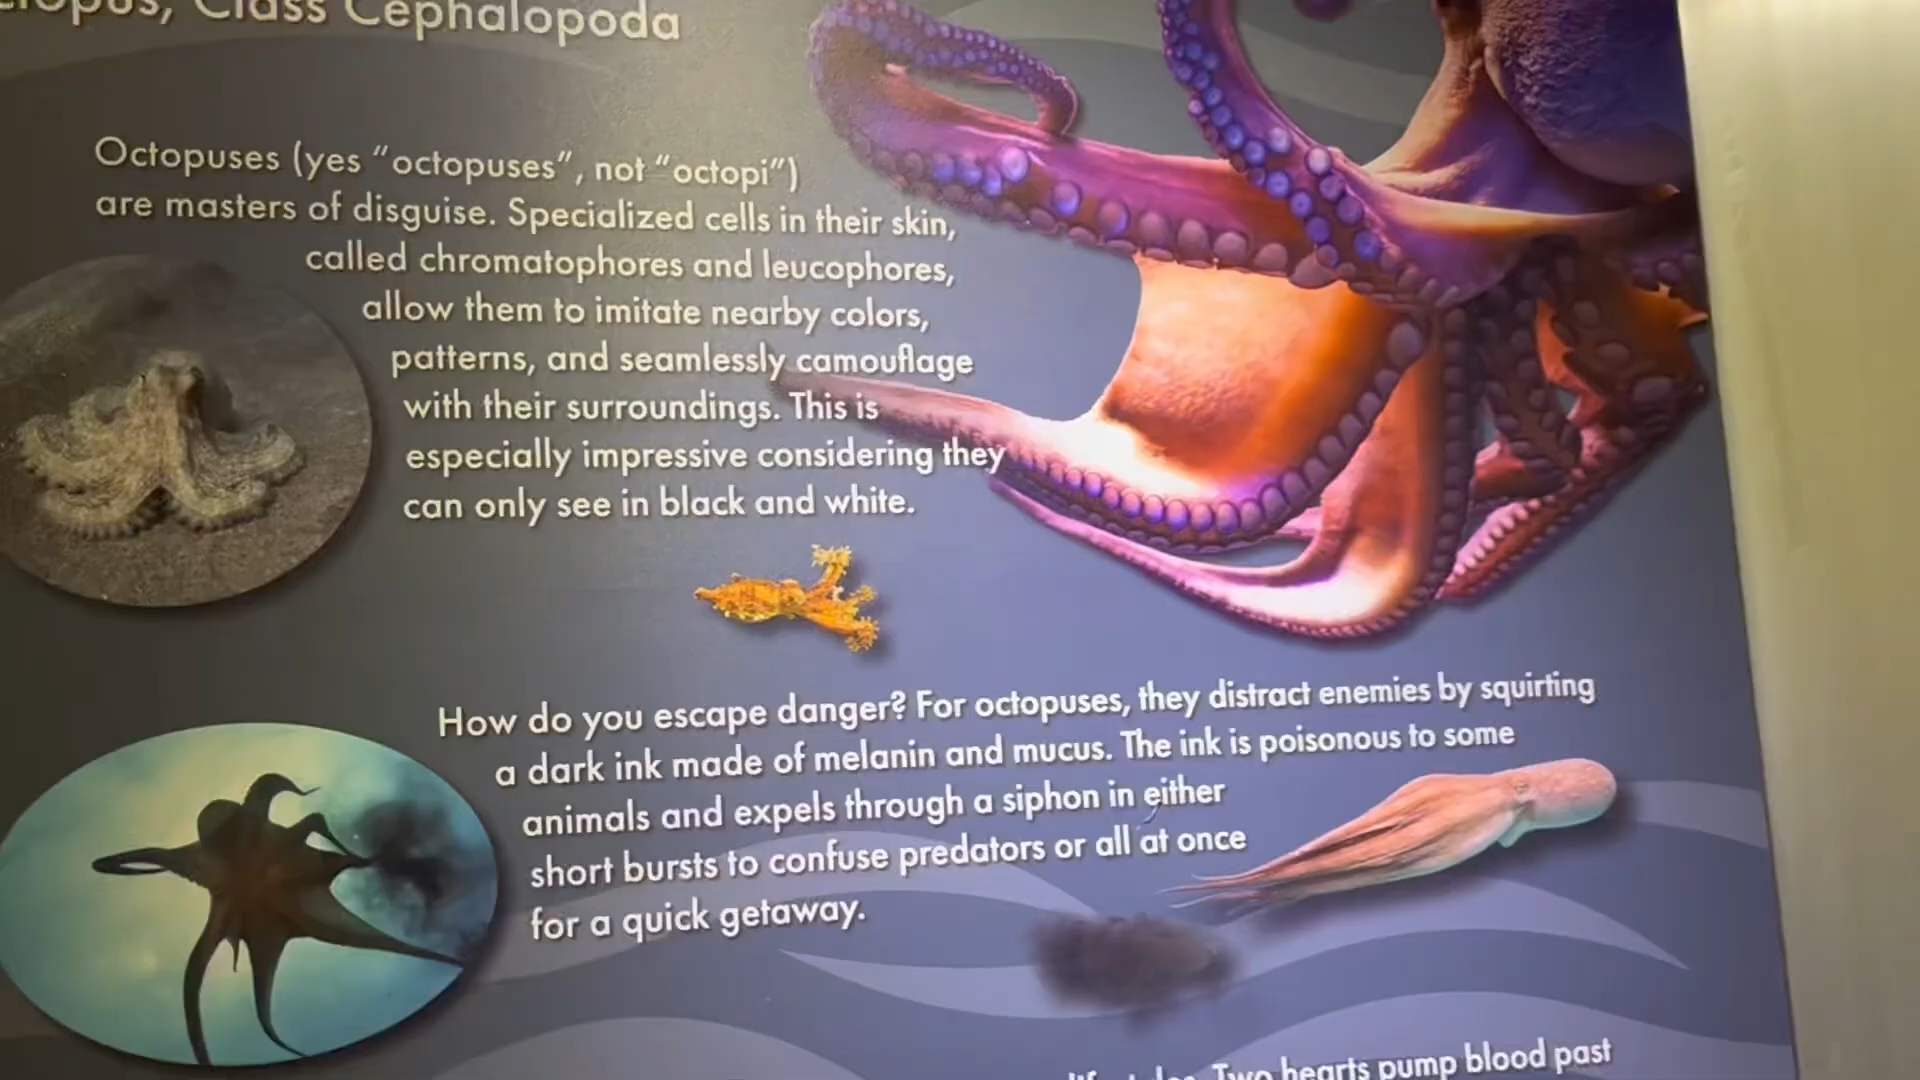 Class Cephalopoda
Octopuses (yes “octopuses”, not “octopi”)
are masters of disguise. Specialized cells in their skin,
called chromatophores and leucophores,
allow them to imitate nearby colors,
patterns, and seamlessly camouflage
with their surroundings. This is
especially impressive considering they
can only see in black and white.
How do you escape danger? For octopuses, they distract enemies by squirting
a dark ink made of melanin and mucus. The ink is poisonous to some
animals and expels through a siphon in either
short bursts to confuse predators or all at once
for a quick getaway.
Two hearts pump blood past